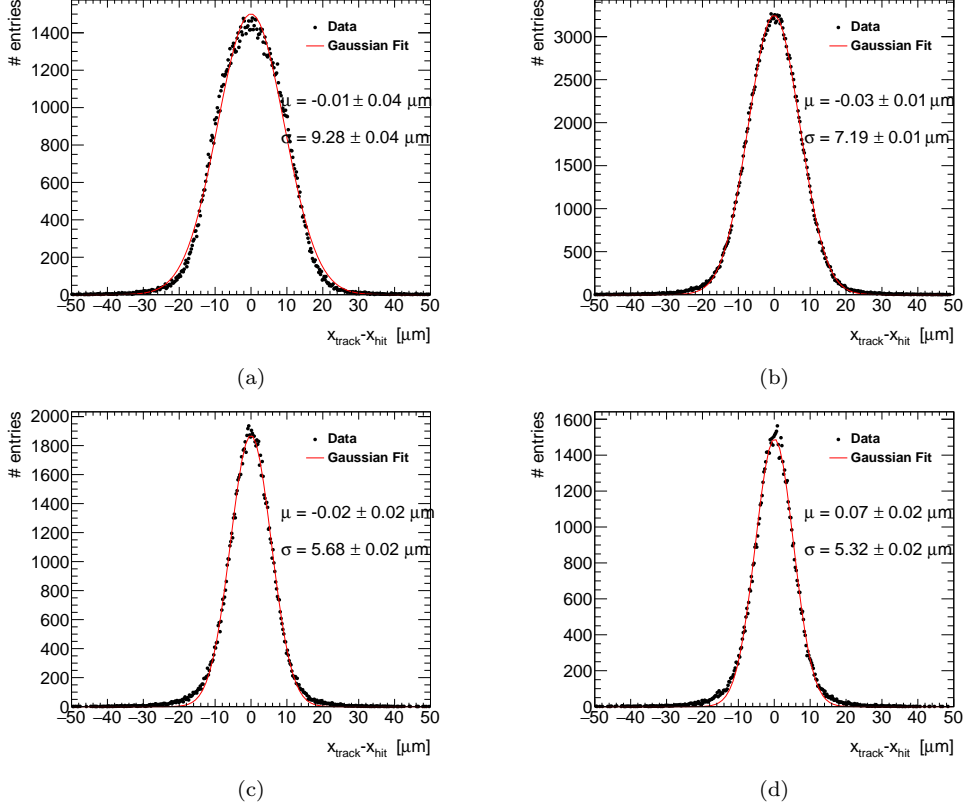 # entries
1400
1200
1000
800
600
400
200
0
Data
Gaussian Fit
μ = -0.01 ± 0.04 μm
σ = 9.28 ± 0.04 μm
−50 −40 −30 −20 −10 0 10 20 30 40 50
x_track-x_hit [μm]
(a)
# entries
3000
2500
2000
1500
1000
500
0
Data
Gaussian Fit
μ = -0.03 ± 0.01 μm
σ = 7.19 ± 0.01 μm
−50 −40 −30 −20 −10 0 10 20 30 40 50
x_track-x_hit [μm]
(b)
# entries
2000
1800
1600
1400
1200
1000
800
600
400
200
0
Data
Gaussian Fit
μ = -0.02 ± 0.02 μm
σ = 5.68 ± 0.02 μm
−50 −40 −30 −20 −10 0 10 20 30 40 50
x_track-x_hit [μm]
(c)
# entries
1600
1400
1200
1000
800
600
400
200
0
Data
Gaussian Fit
μ = 0.07 ± 0.02 μm
σ = 5.32 ± 0.02 μm
−50 −40 −30 −20 −10 0 10 20 30 40 50
x_track-x_hit [μm]
(d)